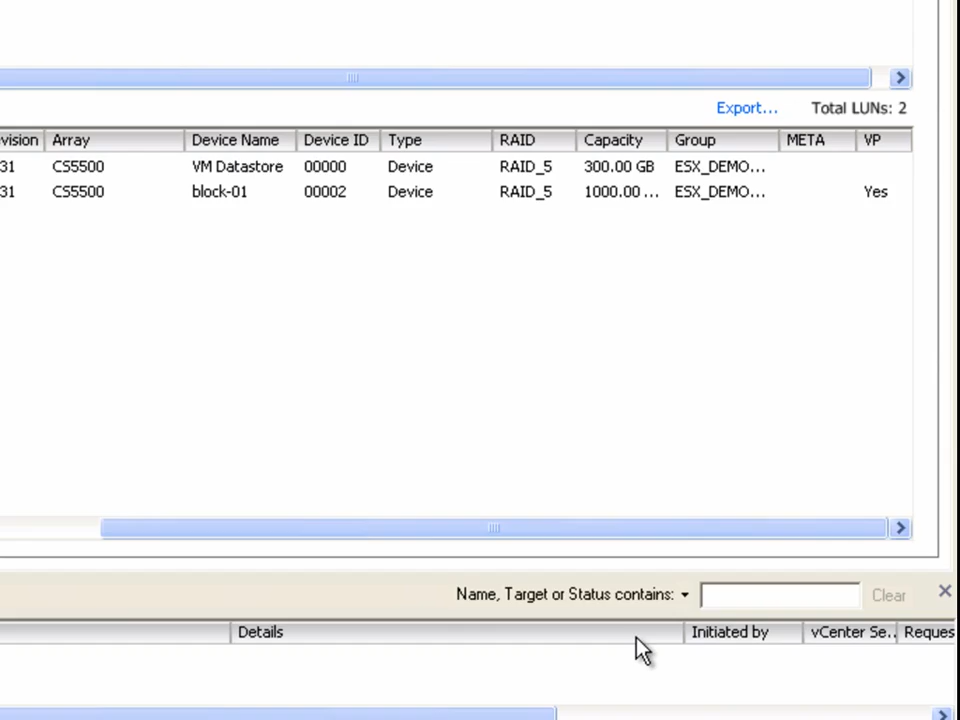 Export... Total LUNs: 2
vision Array Device Name Device ID Type RAID Capacity Group META VP
31 CS5500 VM Datastore 00000 Device RAID_5 300.00 GB ESX_DEMO...
31 CS5500 block-01 00002 Device RAID_5 1000.00 ... ESX_DEMO... Yes
Name, Target or Status contains: Clear
Details Initiated by vCenter Se.. Reques